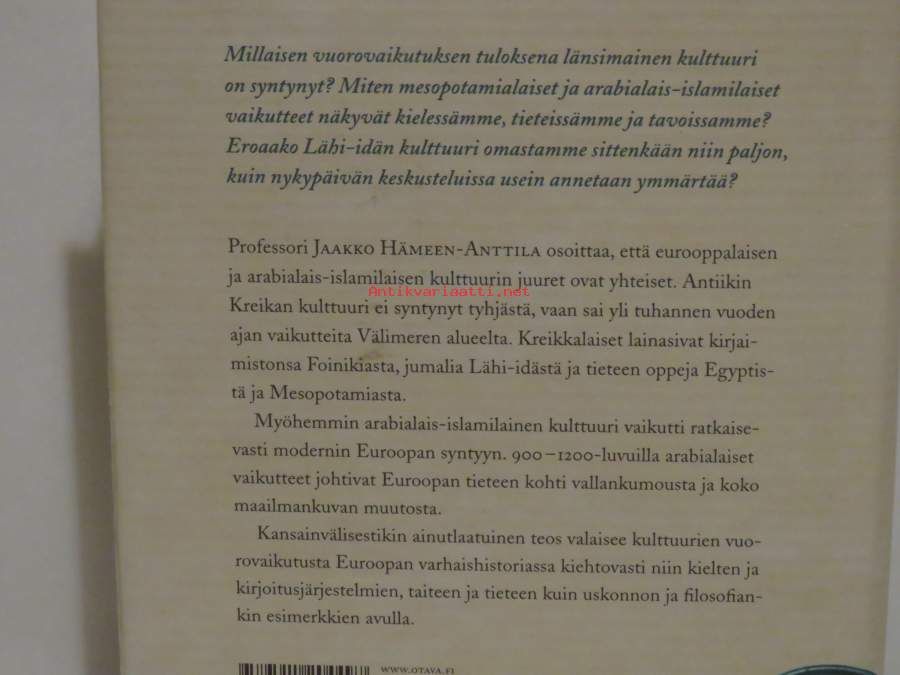 Millaisen vuorovaikutuksen tuloksena länsimainen kulttuuri
on syntynyt? Miten mesopotamialaiset ja arabialais-islamilaiset
vaikutteet näkyvät kielessämme, tieteissämme ja tavoissamme?
Eroaako Lähi-idän kulttuuri omastamme sittenkään niin paljon,
kuin nykypäivän keskusteluissa usein annetaan ymmärtää?
Professori Jaakko Hämeen-Anttila osoittaa, että eurooppalaisen
ja arabialais-islamilaisen kulttuurin juuret ovat yhteiset. Antiikin
Antikvariaatti.net
Kreikan kulttuuri ei syntynyt tyhjästä, vaan sai yli tuhannen vuoden
ajan vaikutteita Välimeren alueelta. Kreikkalaiset lainasivat kirjai-
mistonsa Foinikiasta, jumalia Lähi-idästä ja tieteen oppeja Egyptis-
tä ja Mesopotamiasta.
Myöhemmin arabialais-islamilainen kulttuuri vaikutti ratkaise-
vasti modernin Euroopan syntyyn. 900–1200-luvuilla arabialaiset
vaikutteet johtivat Euroopan tieteen kohti vallankumousta ja koko
maailmankuvan muutosta.
Kansainvälisestikin ainutlaatuinen teos valaisee kulttuurien vuo-
rovaikutusta Euroopan varhaishistoriassa kiehtovasti niin kielten ja
kirjoitusjärjestelmien, taiteen ja tieteen kuin uskonnon ja filosofian-
kin esimerkkien avulla.
WWW.OTAVA.FI